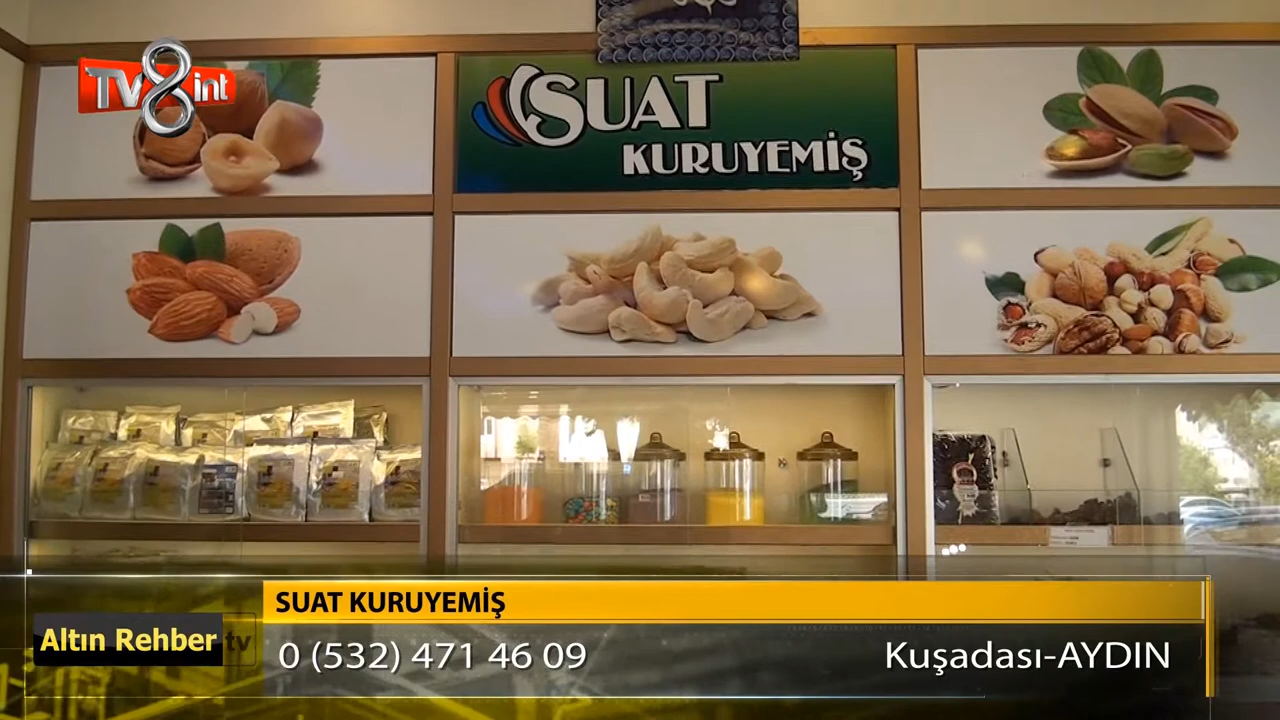 TV8int
SUAT
KURUYEMİŞ
SUAT KURUYEMİŞ
Altın Rehber tv
0 (532) 471 46 09
Kuşadası-AYDIN